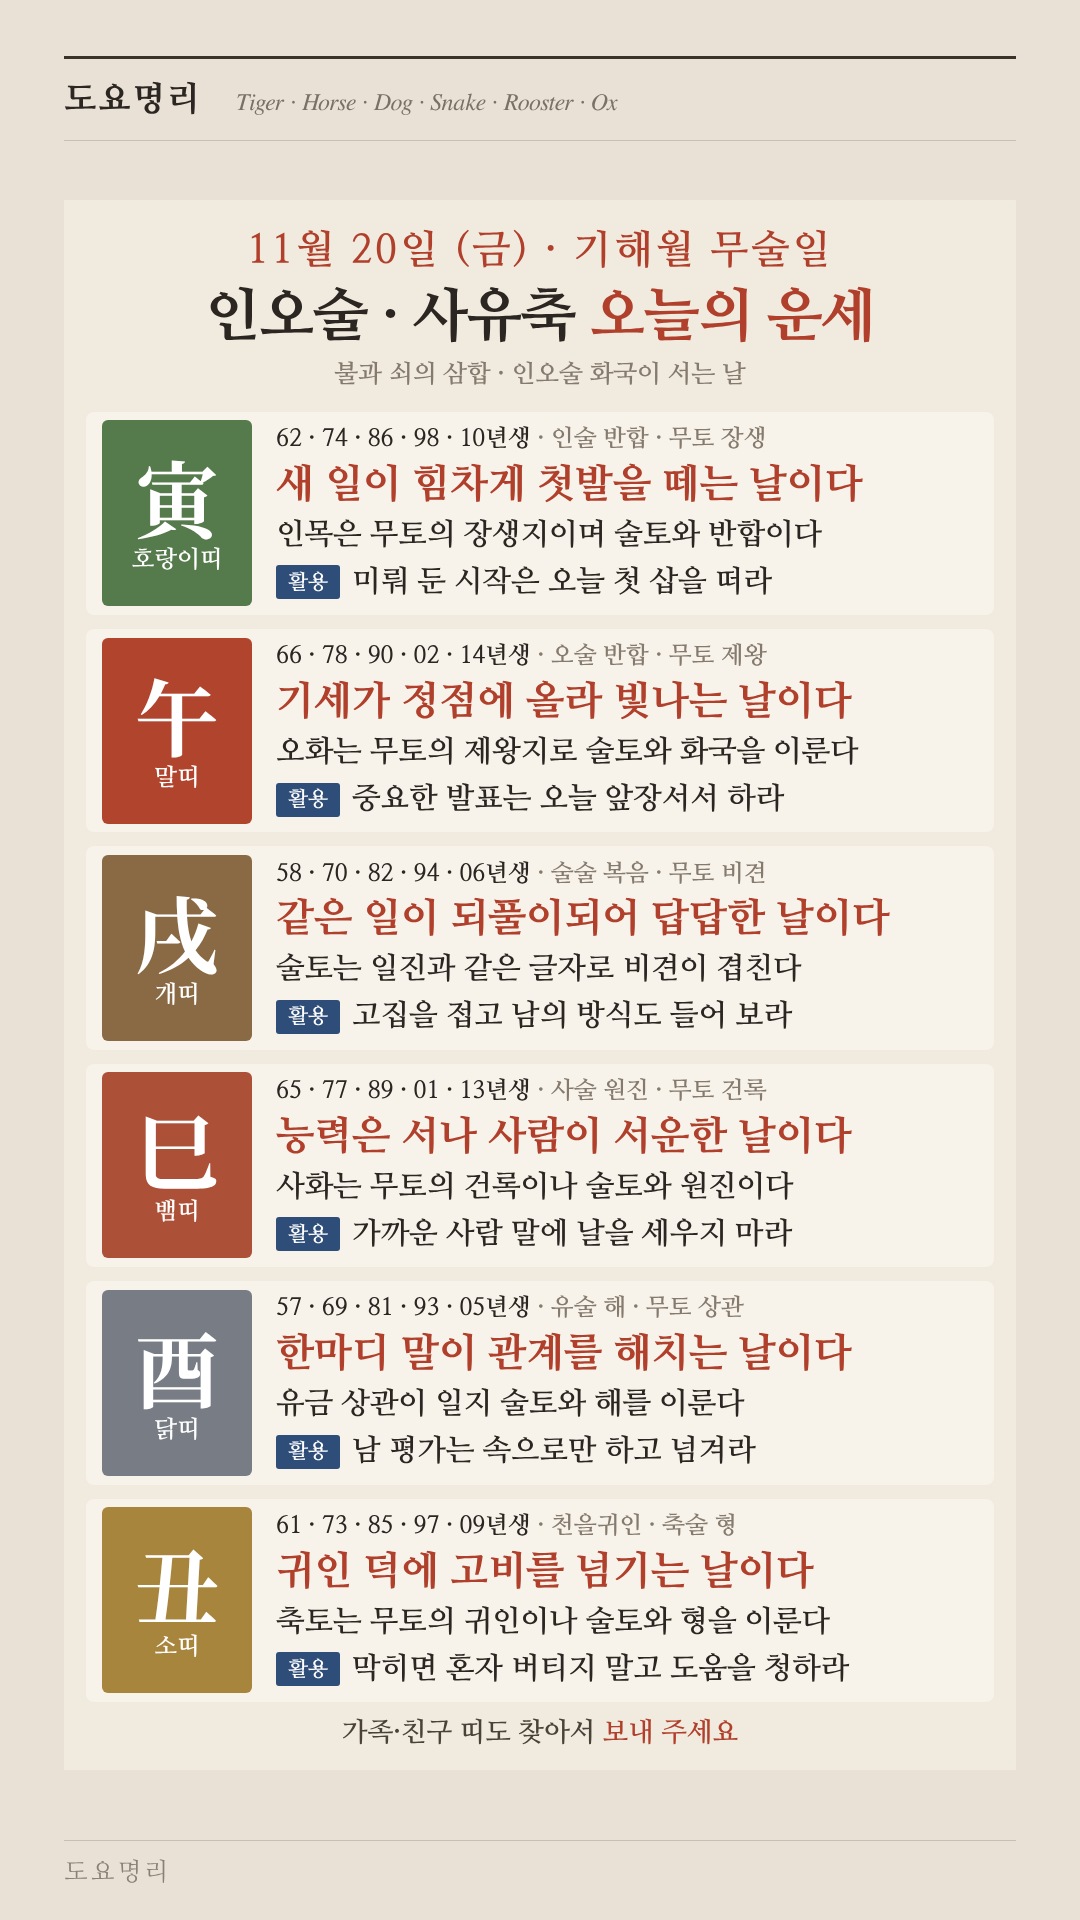 도요명리 Tiger · Horse · Dog · Snake · Rooster · Ox
11월 20일 (금) · 기해월 무술일
인오술 · 사유축 오늘의 운세
불과 쇠의 삼합 · 인오술 화국이 서는 날
寅
호랑이띠
62 · 74 · 86 · 98 · 10년생 · 인술 반합 · 무토 장생
새 일이 힘차게 첫발을 떼는 날이다
인목은 무토의 장생지이며 술토와 반합이다
활용 미뤄 둔 시작은 오늘 첫 삽을 떠라
午
말띠
66 · 78 · 90 · 02 · 14년생 · 오술 반합 · 무토 제왕
기세가 정점에 올라 빛나는 날이다
오화는 무토의 제왕지로 술토와 화국을 이룬다
활용 중요한 발표는 오늘 앞장서서 하라
戌
개띠
58 · 70 · 82 · 94 · 06년생 · 술술 복음 · 무토 비견
같은 일이 되풀이되어 답답한 날이다
술토는 일진과 같은 글자로 비견이 겹친다
활용 고집을 접고 남의 방식도 들어 보라
巳
뱀띠
65 · 77 · 89 · 01 · 13년생 · 사술 원진 · 무토 건록
능력은 서나 사람이 서운한 날이다
사화는 무토의 건록이나 술토와 원진이다
활용 가까운 사람 말에 날을 세우지 마라
酉
닭띠
57 · 69 · 81 · 93 · 05년생 · 유술 해 · 무토 상관
한마디 말이 관계를 해치는 날이다
유금 상관이 일지 술토와 해를 이룬다
활용 남 평가는 속으로만 하고 넘겨라
丑
소띠
61 · 73 · 85 · 97 · 09년생 · 천을귀인 · 축술 형
귀인 덕에 고비를 넘기는 날이다
축토는 무토의 귀인이나 술토와 형을 이룬다
활용 막히면 혼자 버티지 말고 도움을 청하라
가족·친구 띠도 찾아서 보내 주세요
도요명리